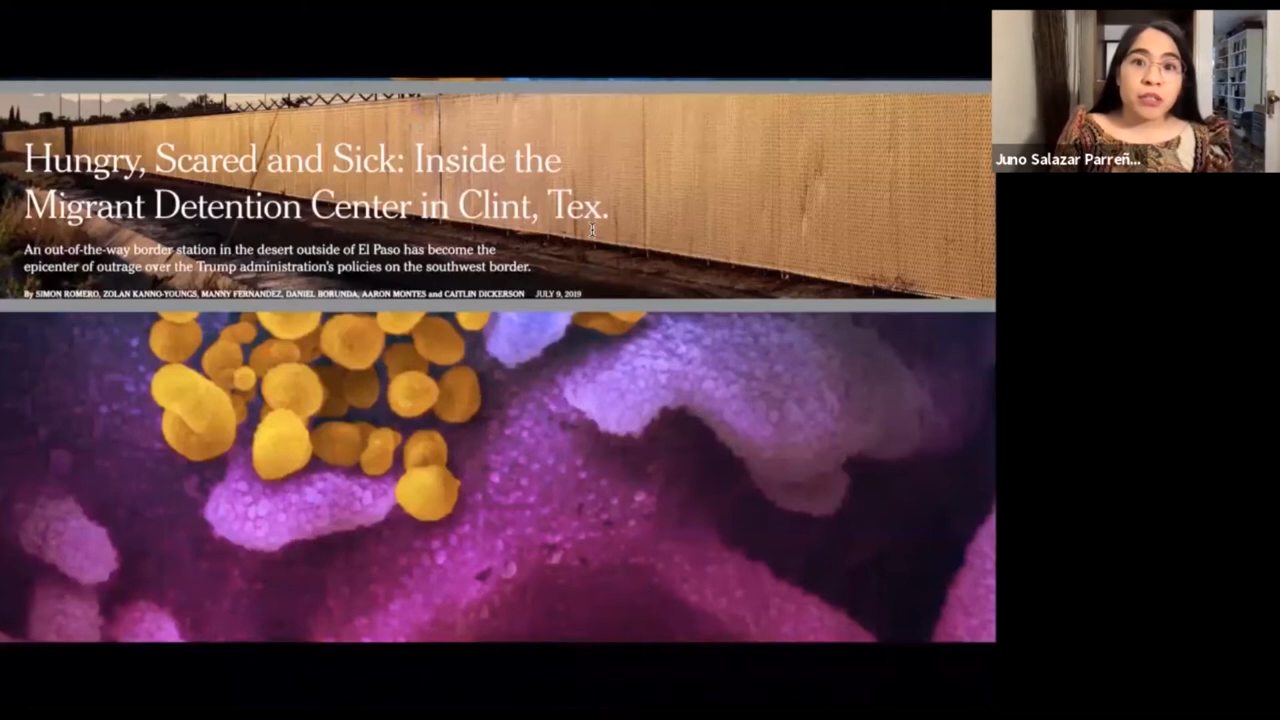 Hungry, Scared and Sick: Inside the
Migrant Detention Center in Clint, Tex.
An out-of-the-way border station in the desert outside of El Paso has become the
epicenter of outrage over the Trump administration's policies on the southwest border.
By SIMON ROMERO, ZOLAN KANNO-YOUNGS, MANNY FERNANDEZ, DANIEL BORUNDA, AARON MONTES and CAITLIN DICKERSON JULY 9, 2019
Juno Salazar Parreñ...